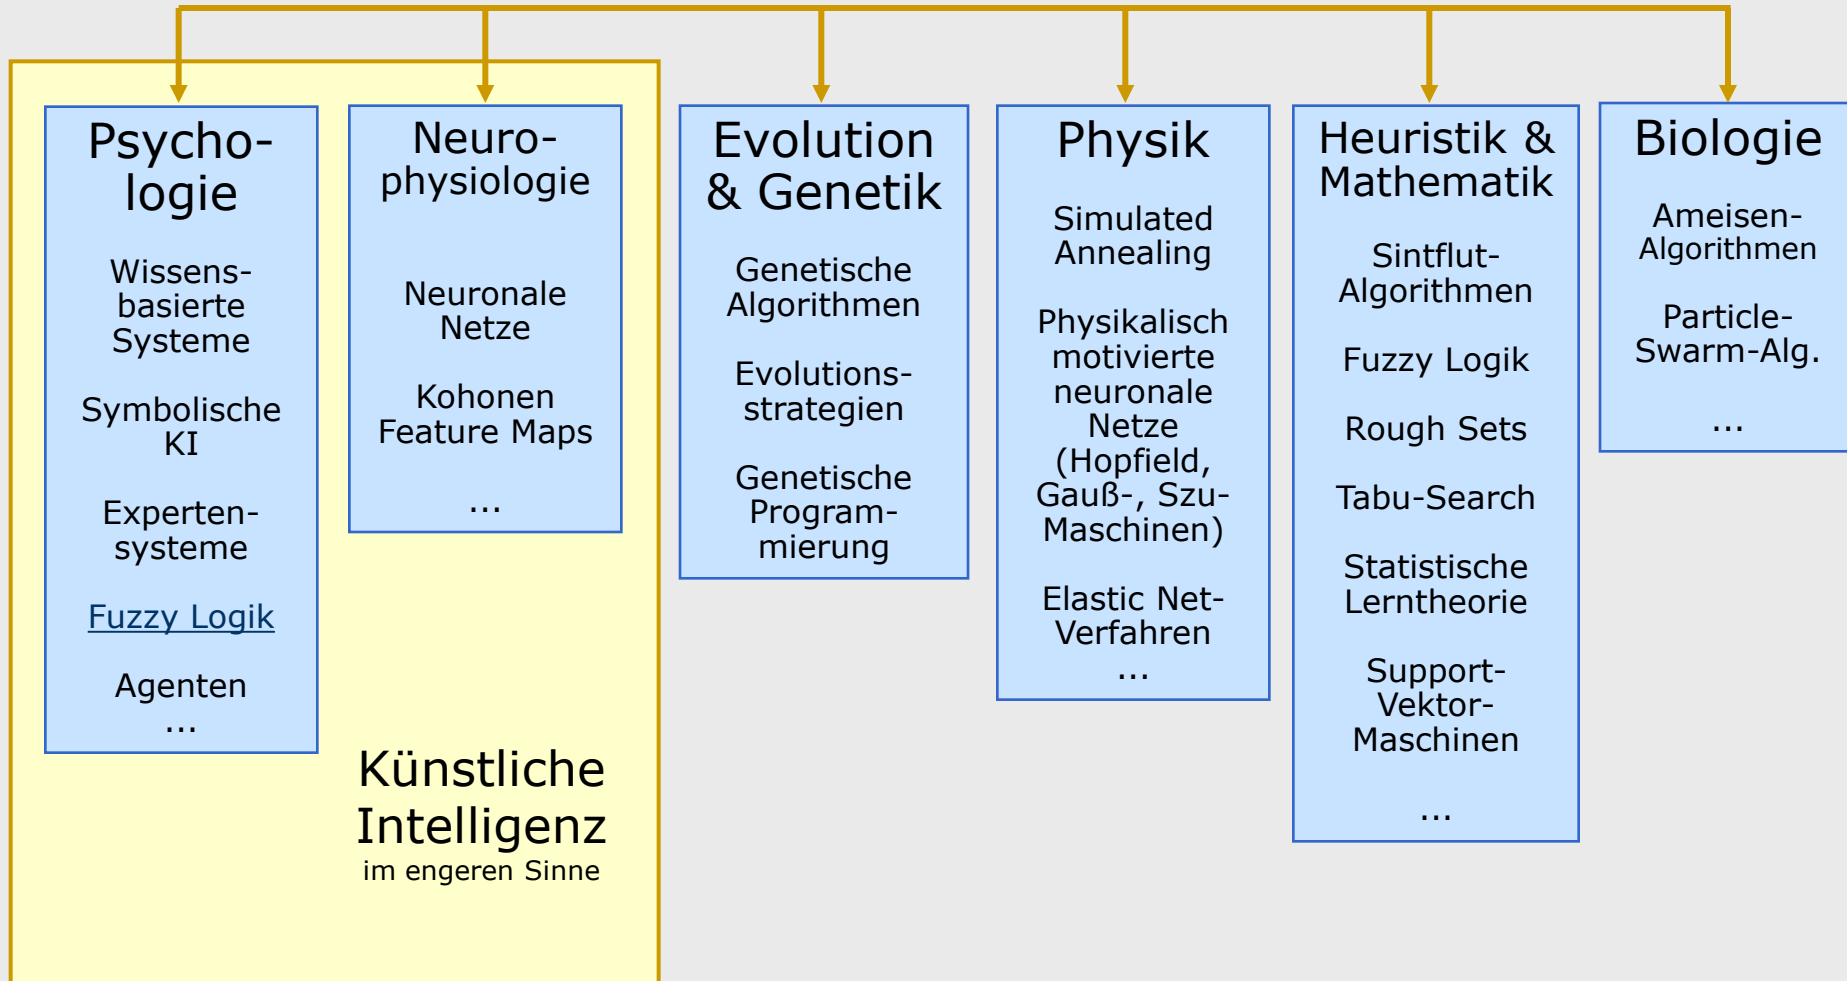 Psycho-
logie
Wissens-
basierte
Systeme
Symbolische
KI
Experten-
systeme
Fuzzy Logik
Agenten
...
Neuro-
physiologie
Neuronale
Netze
Kohonen
Feature Maps
...
Künstliche
Intelligenz
im engeren Sinne
Evolution
& Genetik
Genetische
Algorithmen
Evolutions-
strategien
Genetische
Program-
mierung
Physik
Simulated
Annealing
Physikalisch
motivierte
neuronale
Netze
(Hopfield,
Gauß-, Szu-
Maschinen)
Elastic Net-
Verfahren
...
Heuristik &
Mathematik
Sintflut-
Algorithmen
Fuzzy Logik
Rough Sets
Tabu-Search
Statistische
Lerntheorie
Support-
Vektor-
Maschinen
...
Biologie
Ameisen-
Algorithmen
Particle-
Swarm-Alg.
...